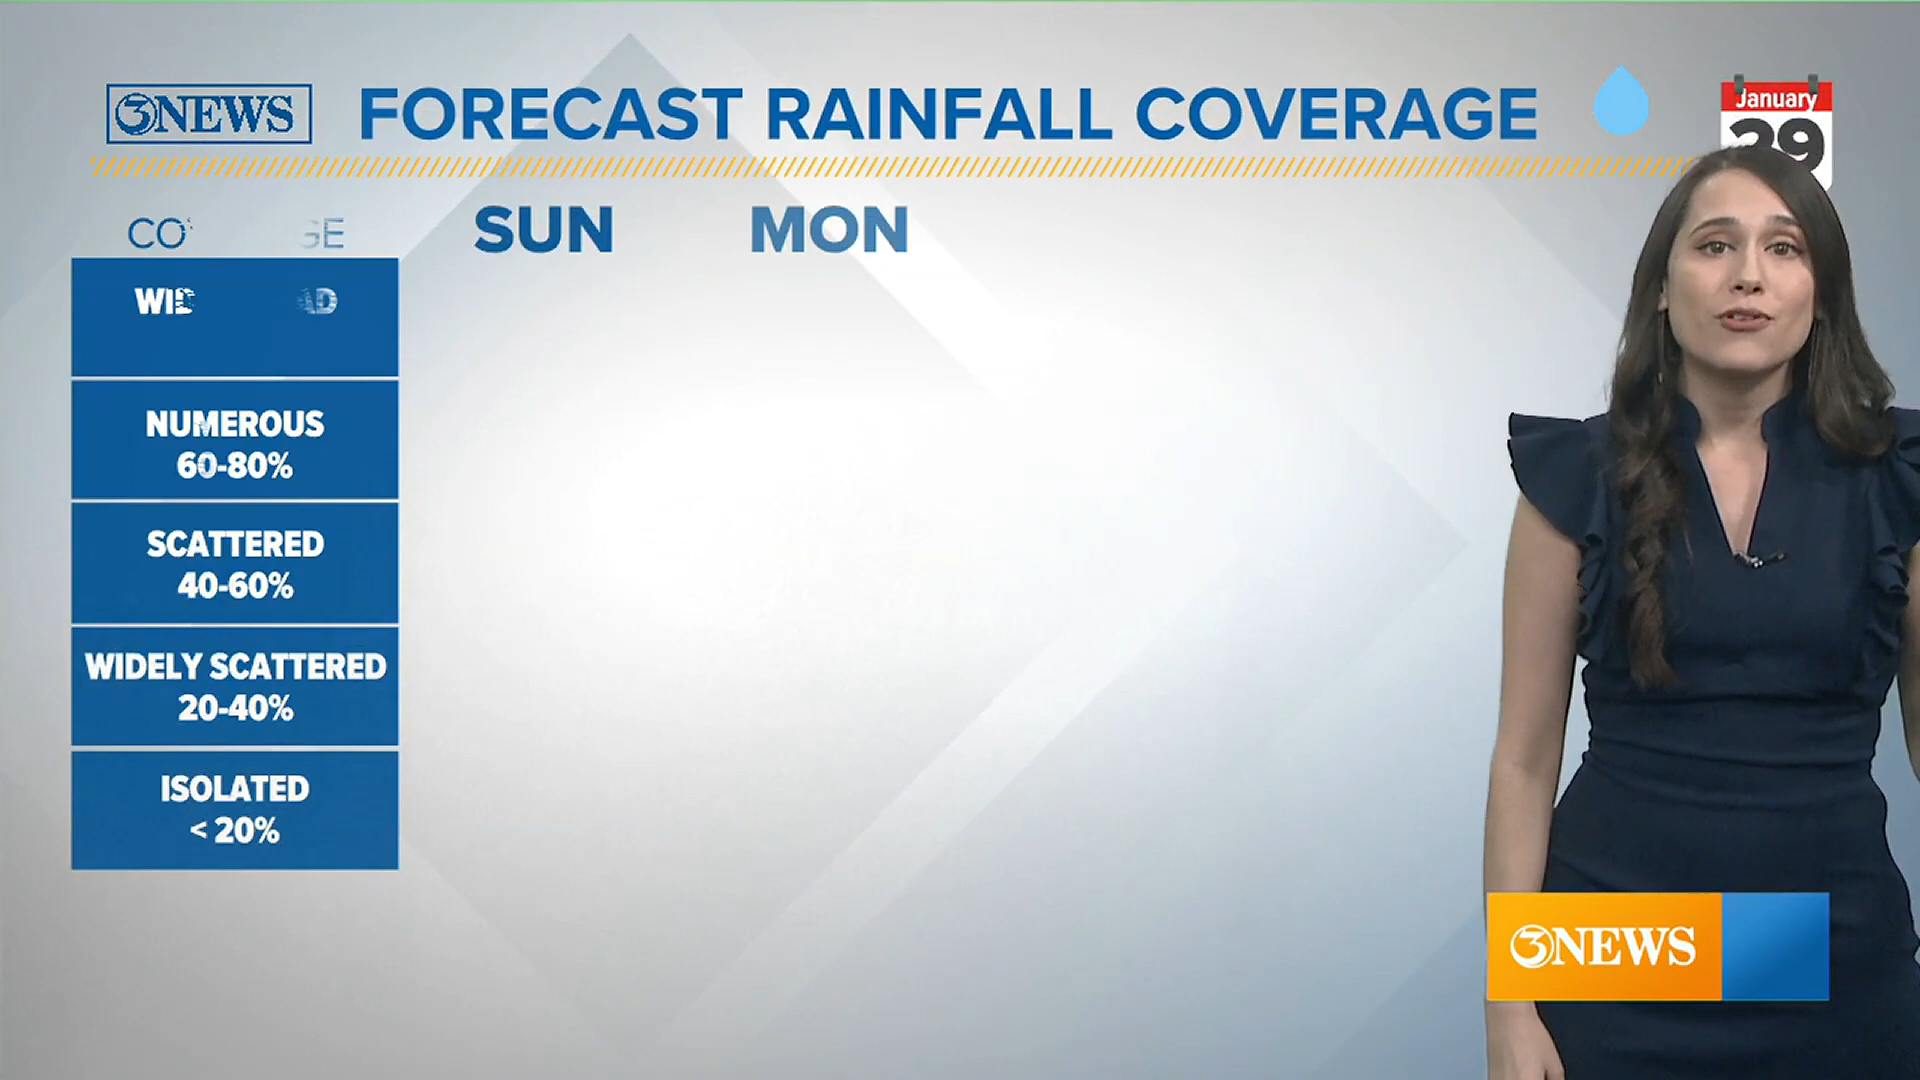 3NEWS
FORECAST RAINFALL COVERAGE
January
29
SUN
MON
NUMEROUS
60-80%
SCATTERED
40-60%
WIDELY SCATTERED
20-40%
ISOLATED
< 20%
3NEWS